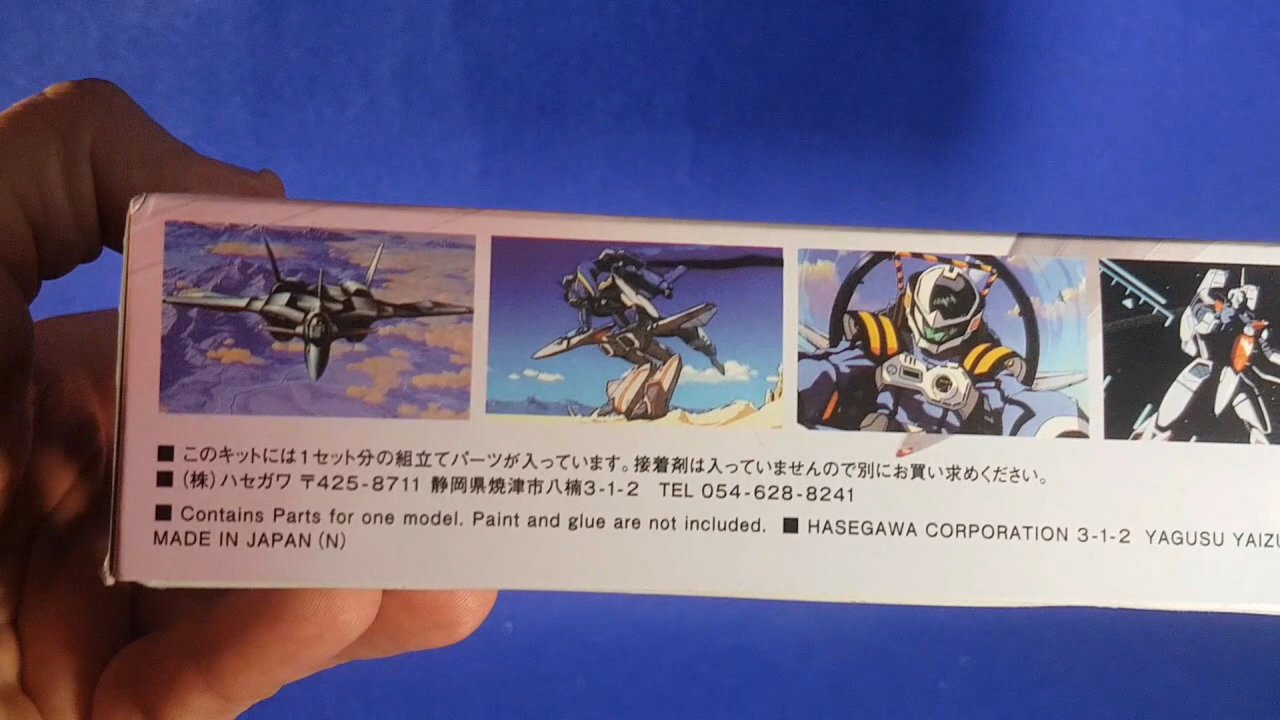 ■ このキットには1セット分の組立てパーツが入っています。接着剤は入っていませんので別にお買い求めください。
■ (株)ハセガワ 〒425-8711 静岡県焼津市八楠3-1-2 TEL 054-628-8241
■ Contains Parts for one model. Paint and glue are not included. ■ HASEGAWA CORPORATION 3-1-2 YAGUSU YAIZU
MADE IN JAPAN (N)